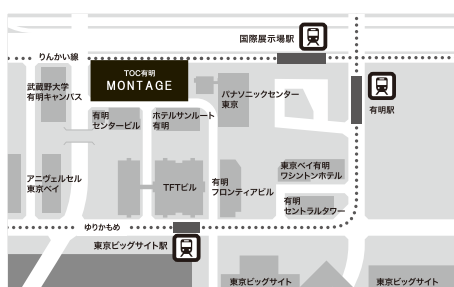 国際展示場駅
りんかい線
TOC有明
MONTAGE
武蔵野大学
有明キャンパス
パナソニックセンター
東京
有明駅
有明
センタービル
ホテルサンルート
有明
アニヴェルセル
東京ベイ
TFTビル
有明
フロンティアビル
東京ベイ有明
ワシントンホテル
有明
セントラルタワー
ゆりかもめ
東京ビッグサイト駅
東京ビッグサイト
東京ビッグサイト